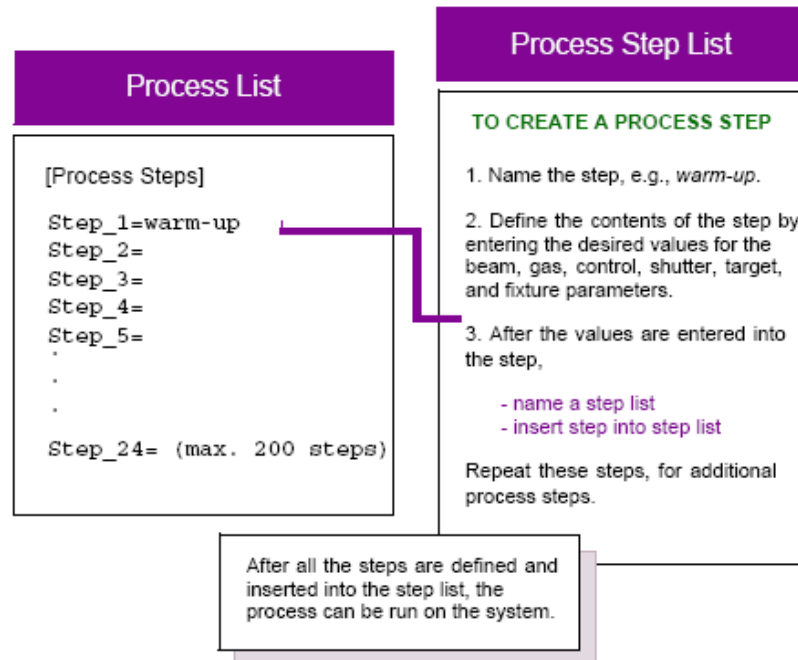 Process List
[Process Steps]
Step_1=warm-up
Step_2=
Step_3=
Step_4=
Step_5=
.
.
.
Step_24= (max. 200 steps)
Process Step List
TO CREATE A PROCESS STEP
1. Name the step, e.g., warm-up.
2. Define the contents of the step by
entering the desired values for the
beam, gas, control, shutter, target,
and fixture parameters.
3. After the values are entered into
the step,
- name a step list
- insert step into step list
Repeat these steps, for additional
process steps.
After all the steps are defined and
inserted into the step list, the
process can be run on the system.